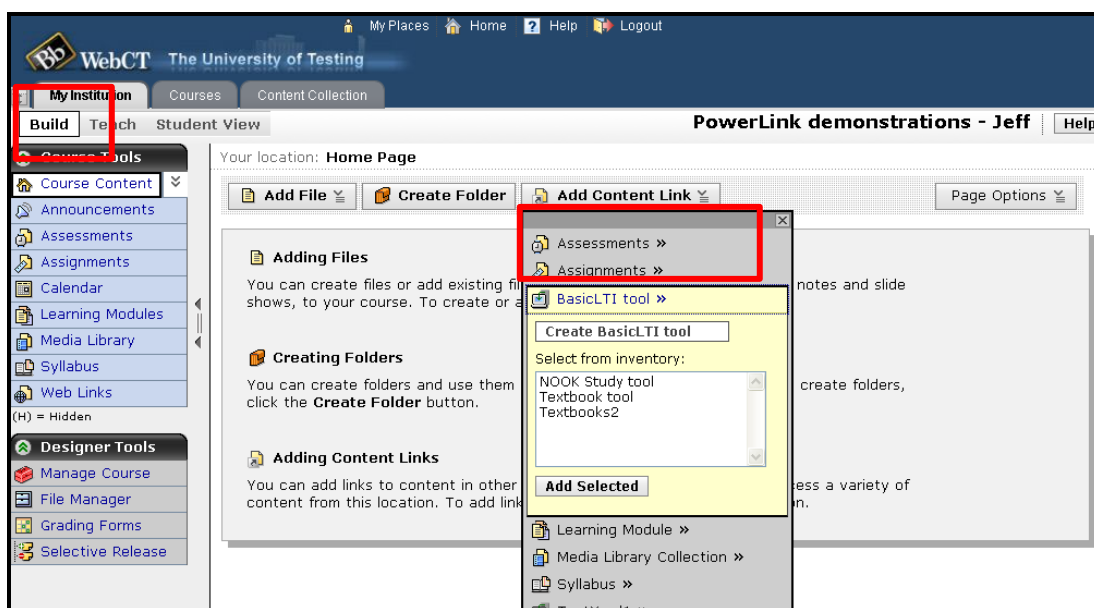 My Places Home ? Help Logout
Bb WebCT The University of Testing
My Institution Courses Content Collection
Build Teach Student View PowerLink demonstrations - Jeff Help
Course Tools Your location: Home Page
Course Content
Add File Create Folder Add Content Link Page Options
Announcements
Assessments Assessments »
Adding Files
Assignments Assignments »
You can create files or add existing notes and slide
Calendar BasicLTI tool »
shows, to your course. To create or
Learning Modules Create BasicLTI tool
Media Library Creating Folders Select from inventory:
Syllabus NOOK Study tool
You can create folders and use them create folders,
Web Links Textbook tool
click the Create Folder button. Textbooks2
(H) = Hidden
Designer Tools Adding Content Links
Manage Course
You can add links to content in other Add Selected a variety of
File Manager
content from this location. To add
Grading Forms Learning Module »
Selective Release Media Library Collection »
Syllabus »